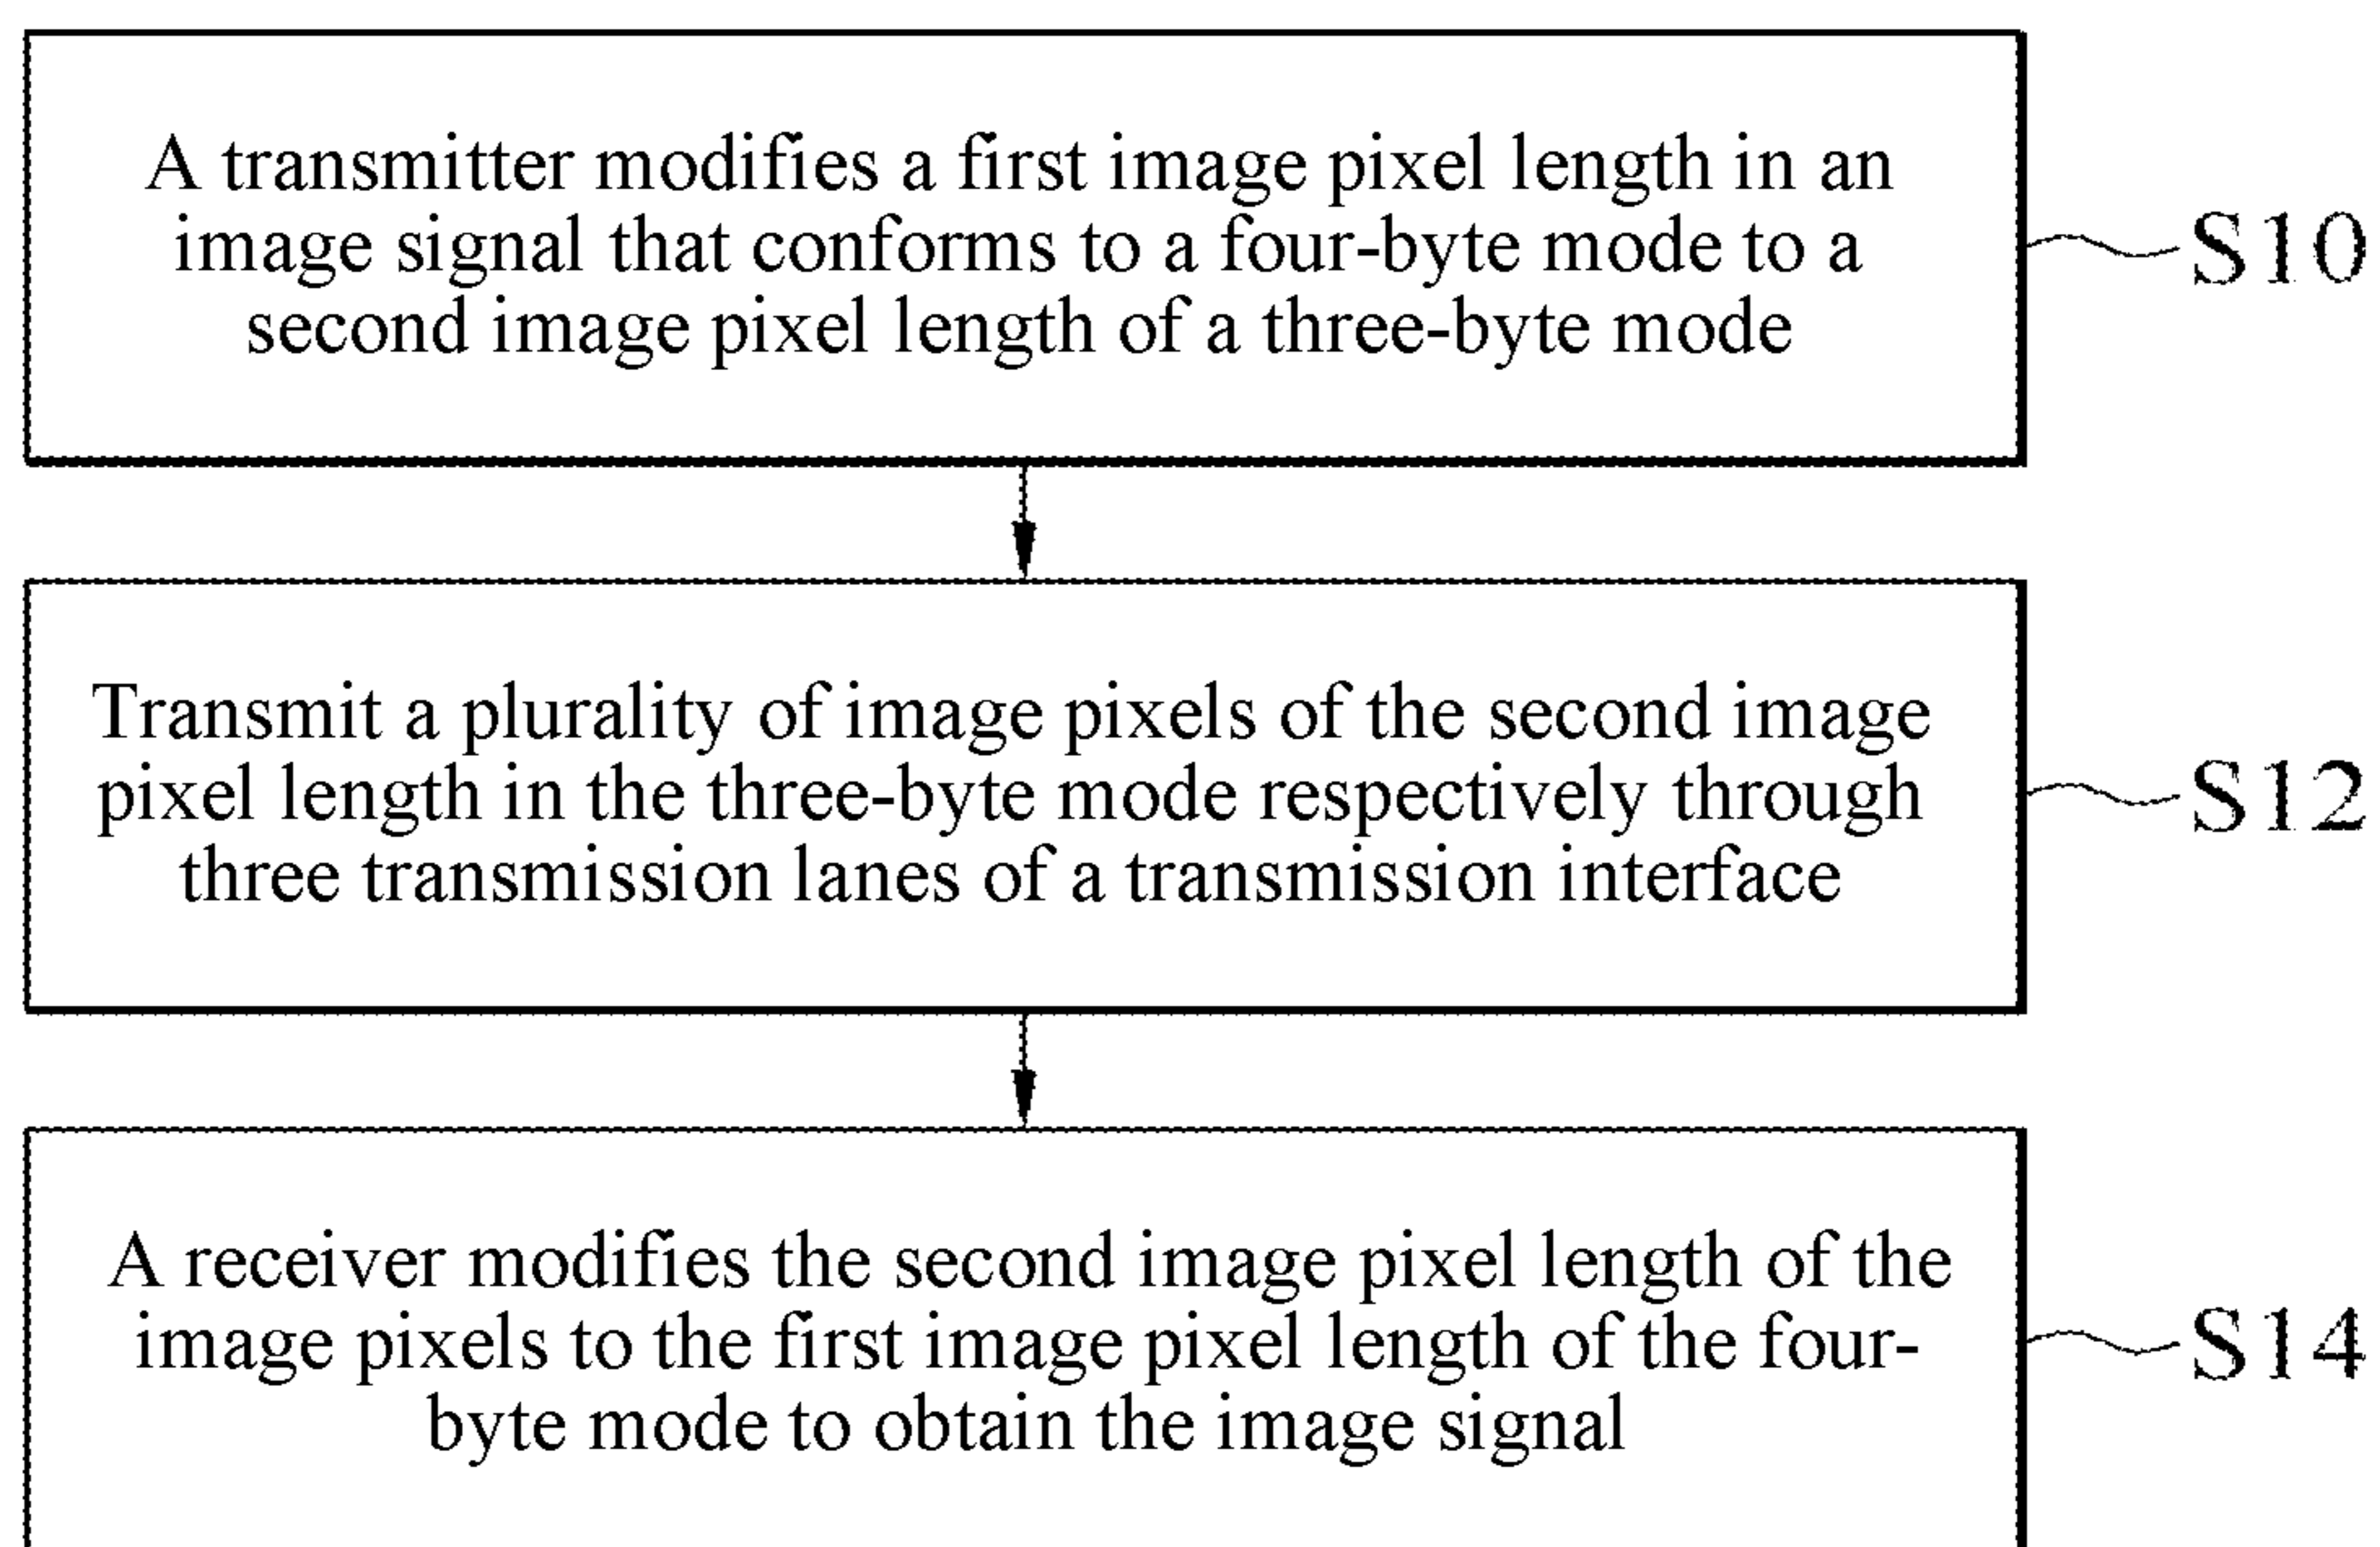 A transmitter modifies a first image pixel length in an
image signal that conforms to a four-byte mode to a
second image pixel length of a three-byte mode
S10
Transmit a plurality of image pixels of the second image
pixel length in the three-byte mode respectively through
three transmission lanes of a transmission interface
S12
A receiver modifies the second image pixel length of the
image pixels to the first image pixel length of the four-
byte mode to obtain the image signal
S14